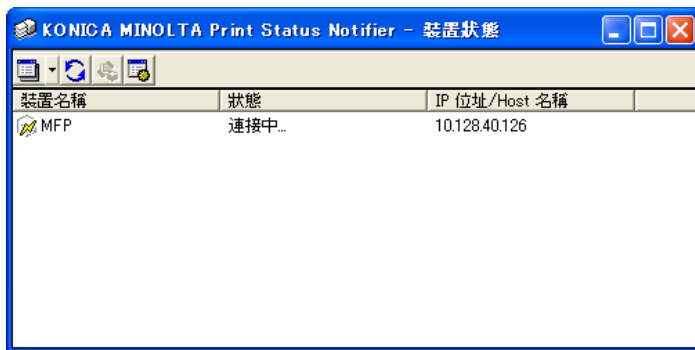 KONICA MINOLTA Print Status Notifier - 裝置狀態
裝置名稱 狀態 IP 位址/Host 名稱
MFP 連接中... 10.128.40.126